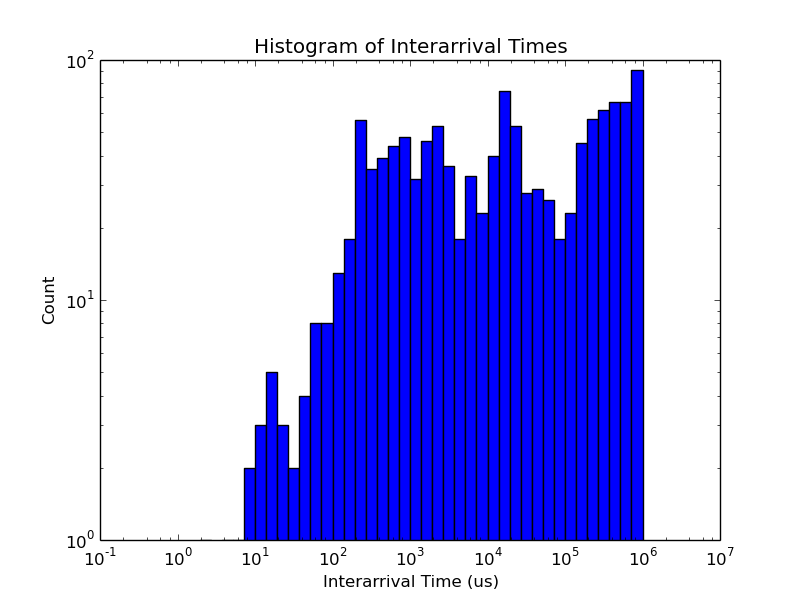 Histogram of Interarrival Times
10^2
10^1
10^0
Count
10^-1 10^0 10^1 10^2 10^3 10^4 10^5 10^6 10^7
Interarrival Time (us)